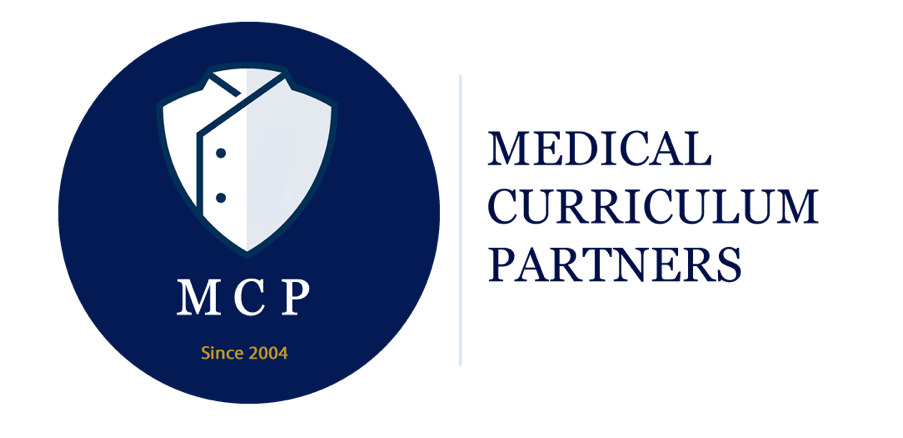 MCP
Since 2004
MEDICAL
CURRICULUM
PARTNERS